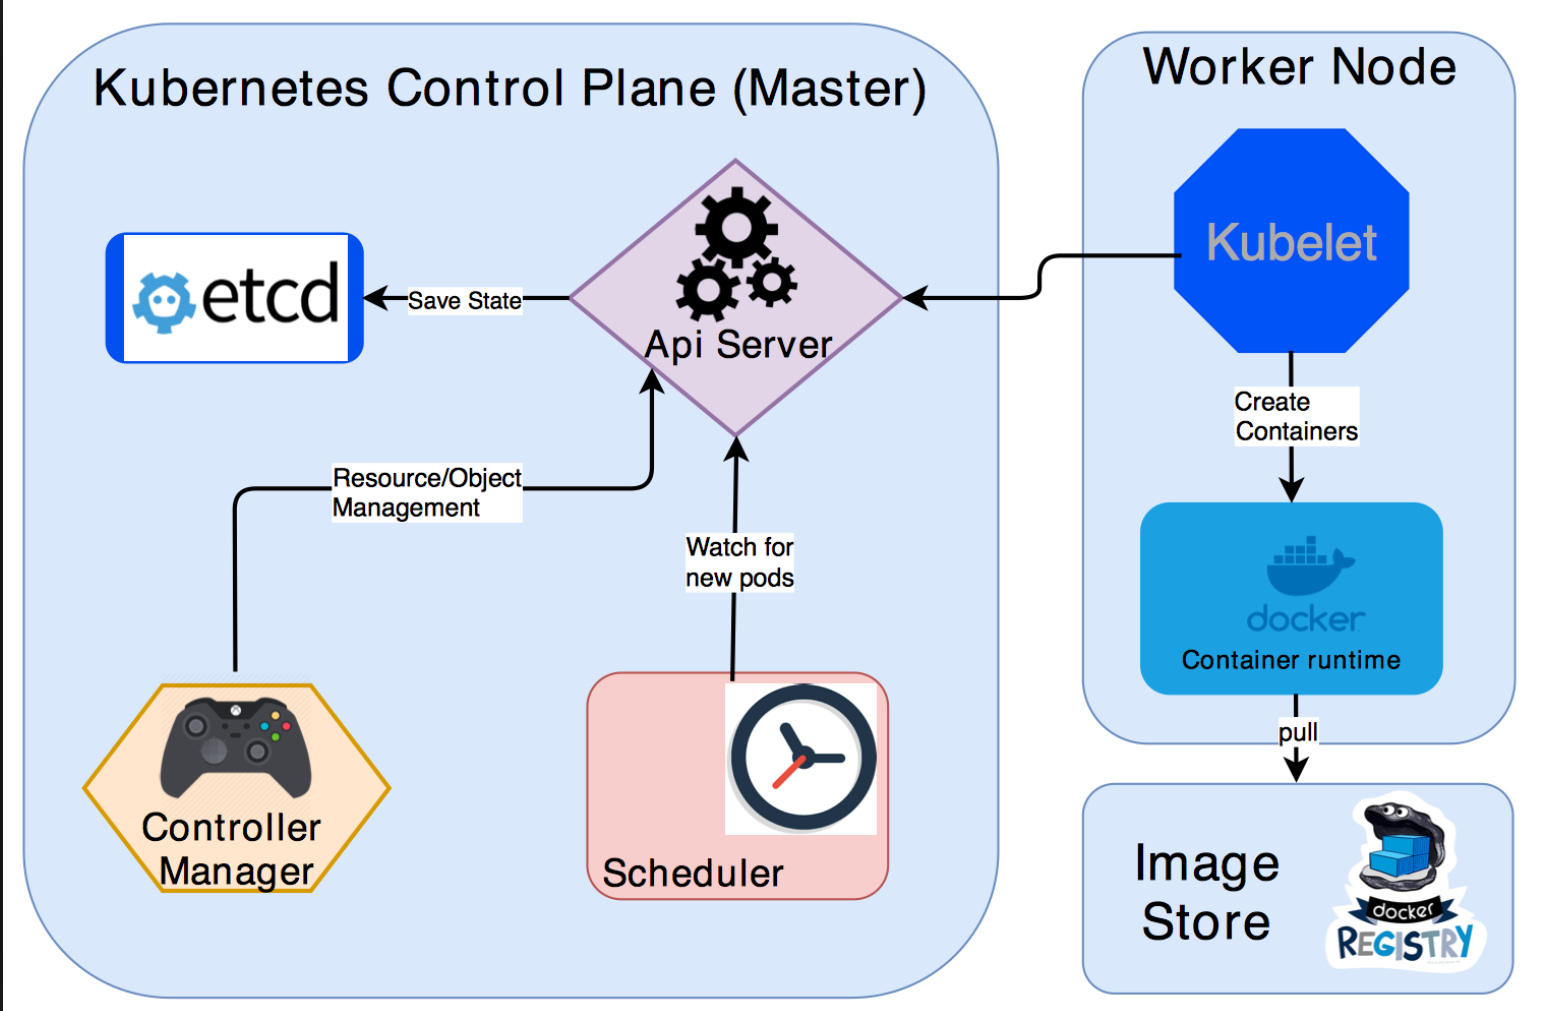 Kubernetes Control Plane (Master)
etcd
Save State
Api Server
Resource/Object
Management
Watch for
new pods
Controller
Manager
Scheduler
Worker Node
Kubelet
Create
Containers
docker
Container runtime
pull
Image
Store
docker
REGISTRY